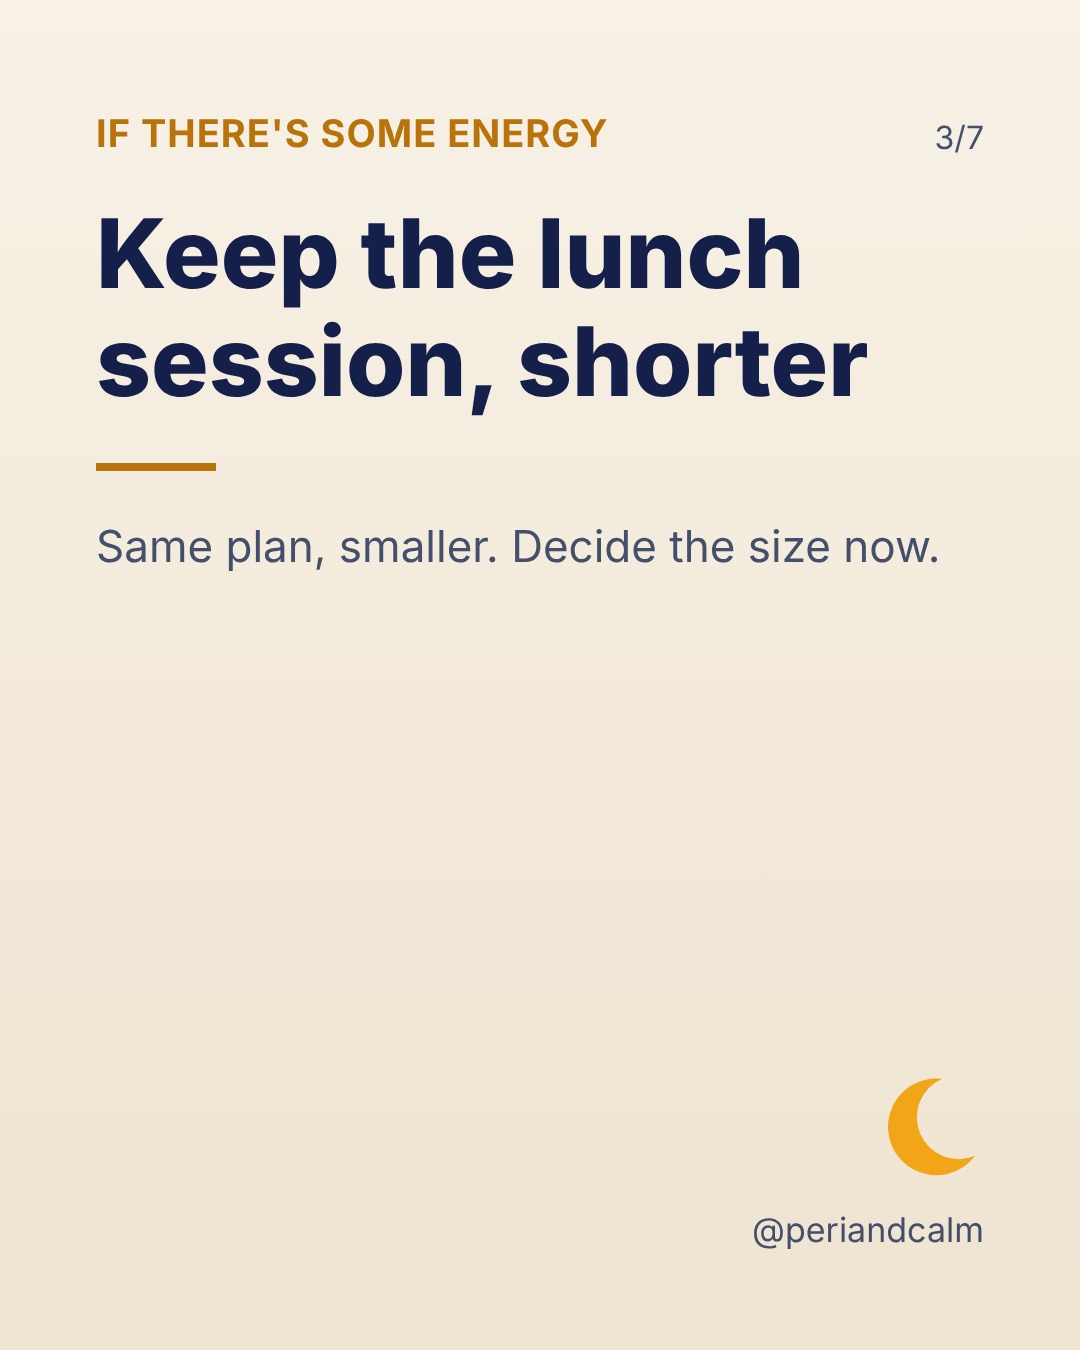 IF THERE'S SOME ENERGY
3/7
Keep the lunch
session, shorter
Same plan, smaller. Decide the size now.
@periandcalm